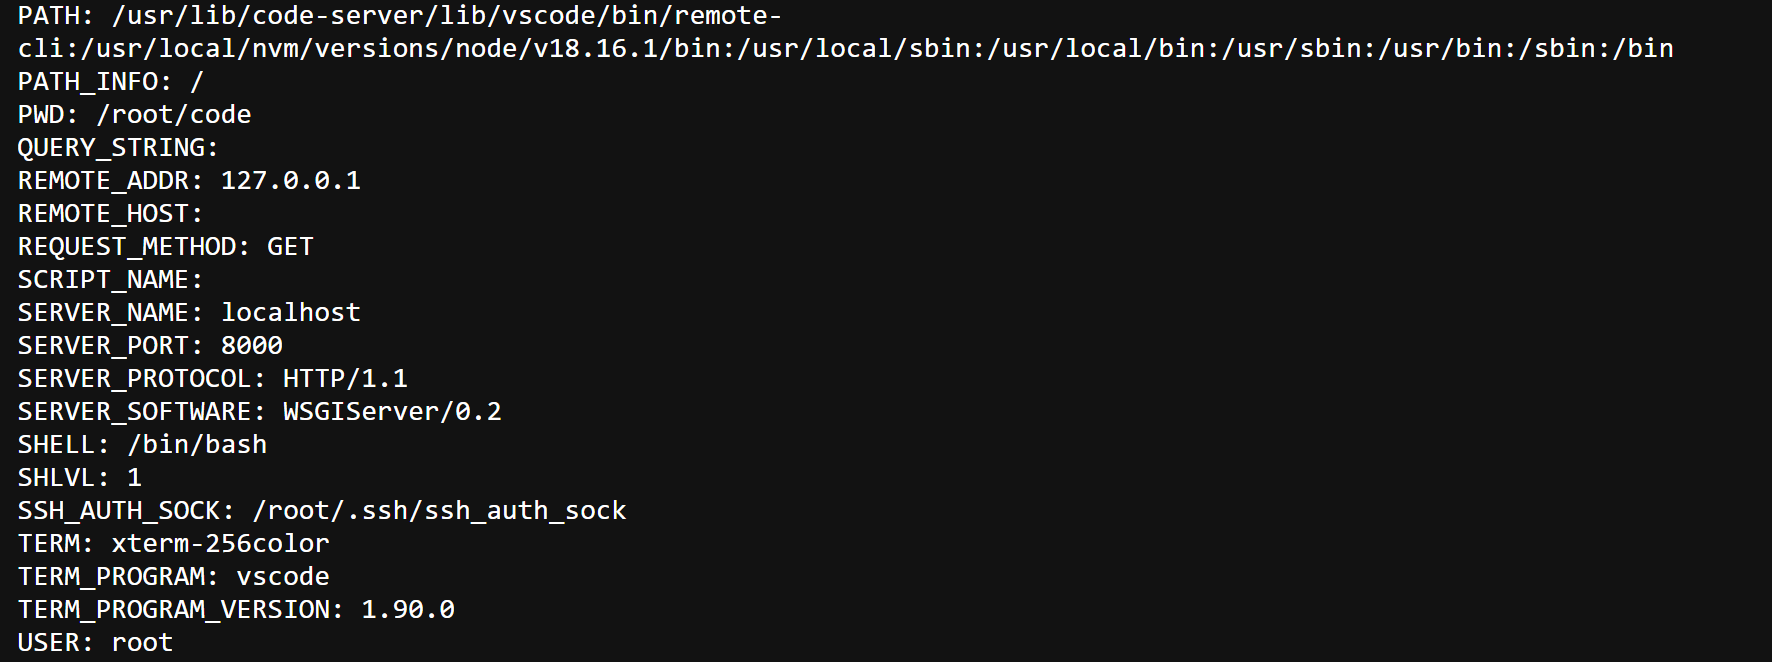 PATH: /usr/lib/code-server/lib/vscode/bin/remote-
cli:/usr/local/nvm/versions/node/v18.16.1/bin:/usr/local/sbin:/usr/local/bin:/usr/sbin:/usr/bin:/sbin:/bin
PATH_INFO: /
PWD: /root/code
QUERY_STRING:
REMOTE_ADDR: 127.0.0.1
REMOTE_HOST:
REQUEST_METHOD: GET
SCRIPT_NAME:
SERVER_NAME: localhost
SERVER_PORT: 8000
SERVER_PROTOCOL: HTTP/1.1
SERVER_SOFTWARE: WSGIServer/0.2
SHELL: /bin/bash
SHLVL: 1
SSH_AUTH_SOCK: /root/.ssh/ssh_auth_sock
TERM: xterm-256color
TERM_PROGRAM: vscode
TERM_PROGRAM_VERSION: 1.90.0
USER: root